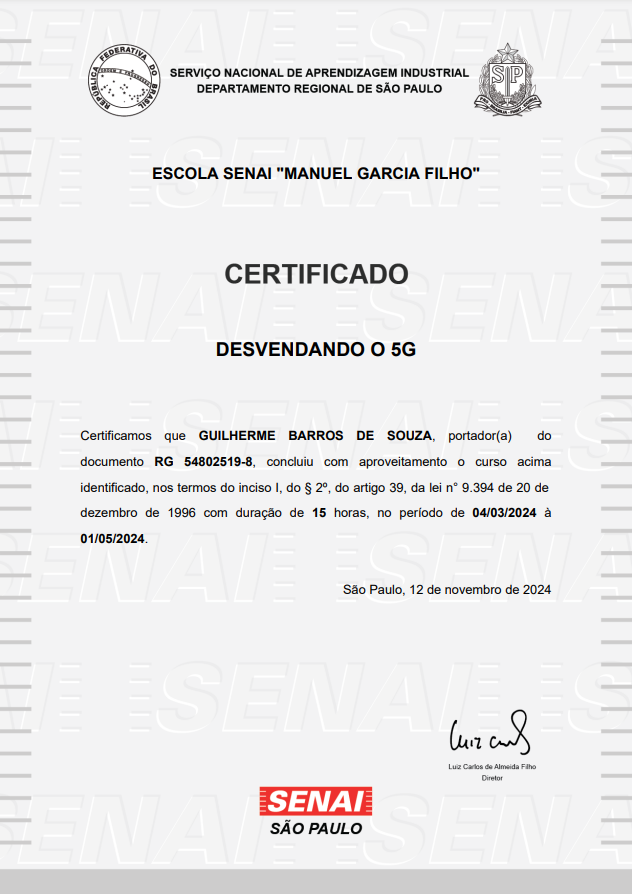 REPÚBLICA FEDERATIVA DO BRASIL
ORDEM E PROGRESSO
SERVIÇO NACIONAL DE APRENDIZAGEM INDUSTRIAL
DEPARTAMENTO REGIONAL DE SÃO PAULO
SP
ESCOLA SENAI "MANUEL GARCIA FILHO"
CERTIFICADO
DESVENDANDO O 5G
Certificamos que GUILHERME BARROS DE SOUZA, portador(a) do
documento RG 54802519-8, concluiu com aproveitamento o curso acima
identificado, nos termos do inciso I, do § 2º, do artigo 39, da lei n° 9.394 de 20 de
dezembro de 1996 com duração de 15 horas, no período de 04/03/2024 à
01/05/2024.
São Paulo, 12 de novembro de 2024
Luiz Carlos de Almeida Filho
Diretor
SENAI
SÃO PAULO